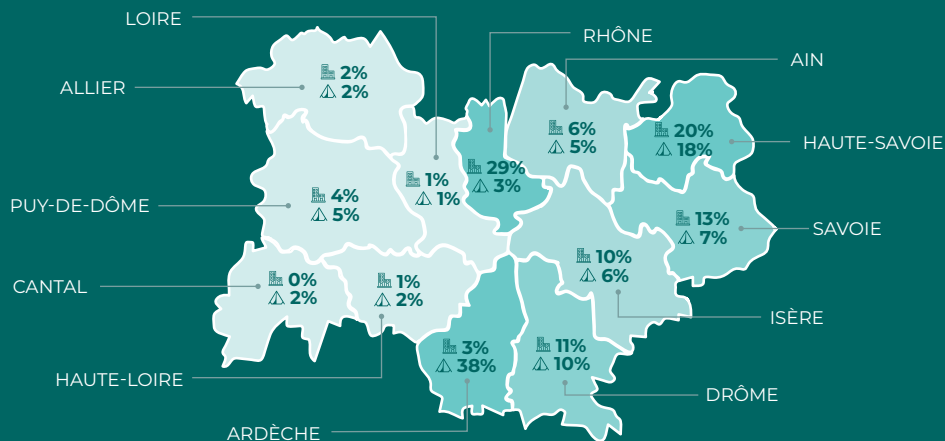 LOIRE
RHÔNE
AIN
ALLIER
2%
2%
6%
5%
20%
18%
HAUTE-SAVOIE
29%
3%
1%
1%
PUY-DE-DÔME
4%
5%
13%
7%
SAVOIE
CANTAL
0%
2%
1%
2%
10%
6%
ISÈRE
3%
38%
11%
10%
HAUTE-LOIRE
DRÔME
ARDÈCHE